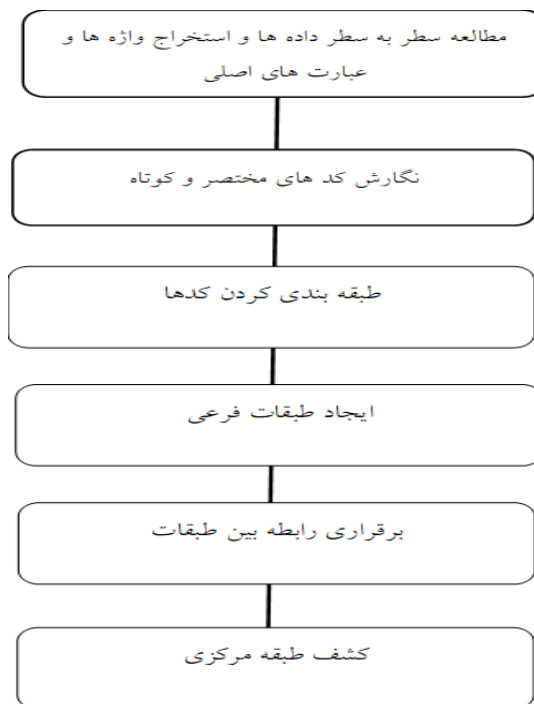 مطالعه سطر به سطر داده ها و استخراج واژه ها و
عبارت های اصلی
نگارش کد های مختصر و کوتاه
طبقه بندی کردن کدها
ایجاد طبقات فرعی
برقراری رابطه بین طبقات
کشف طبقه مرکزی